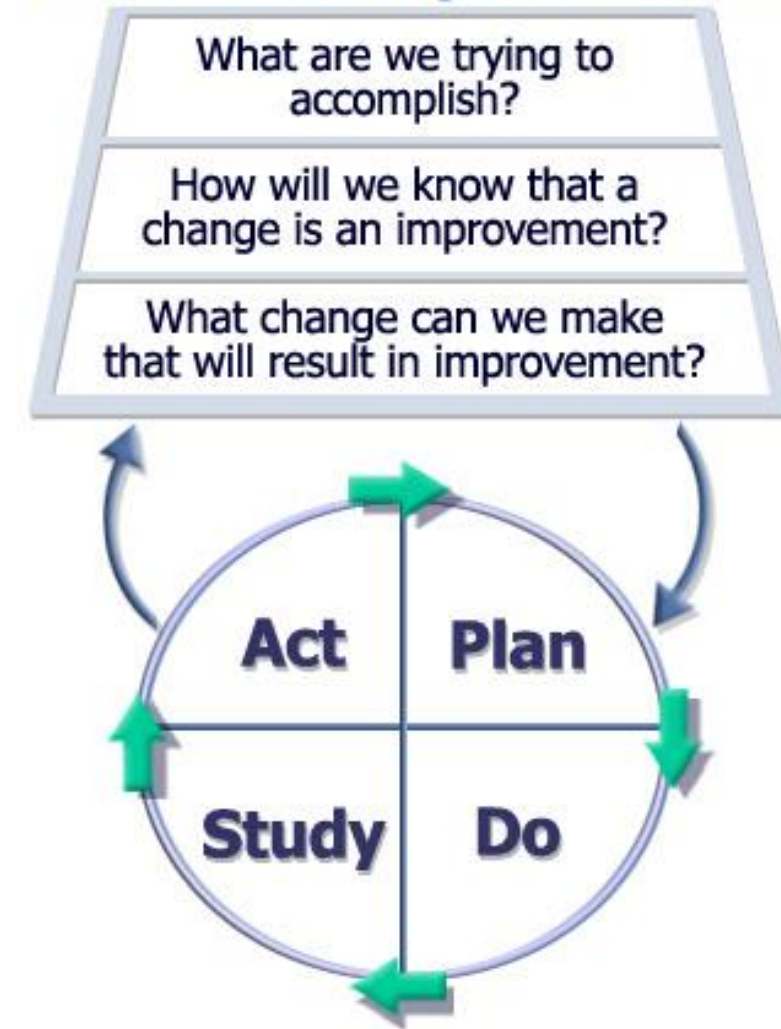 What are we trying to
accomplish?
How will we know that a
change is an improvement?
What change can we make
that will result in improvement?
Act
Plan
Study
Do